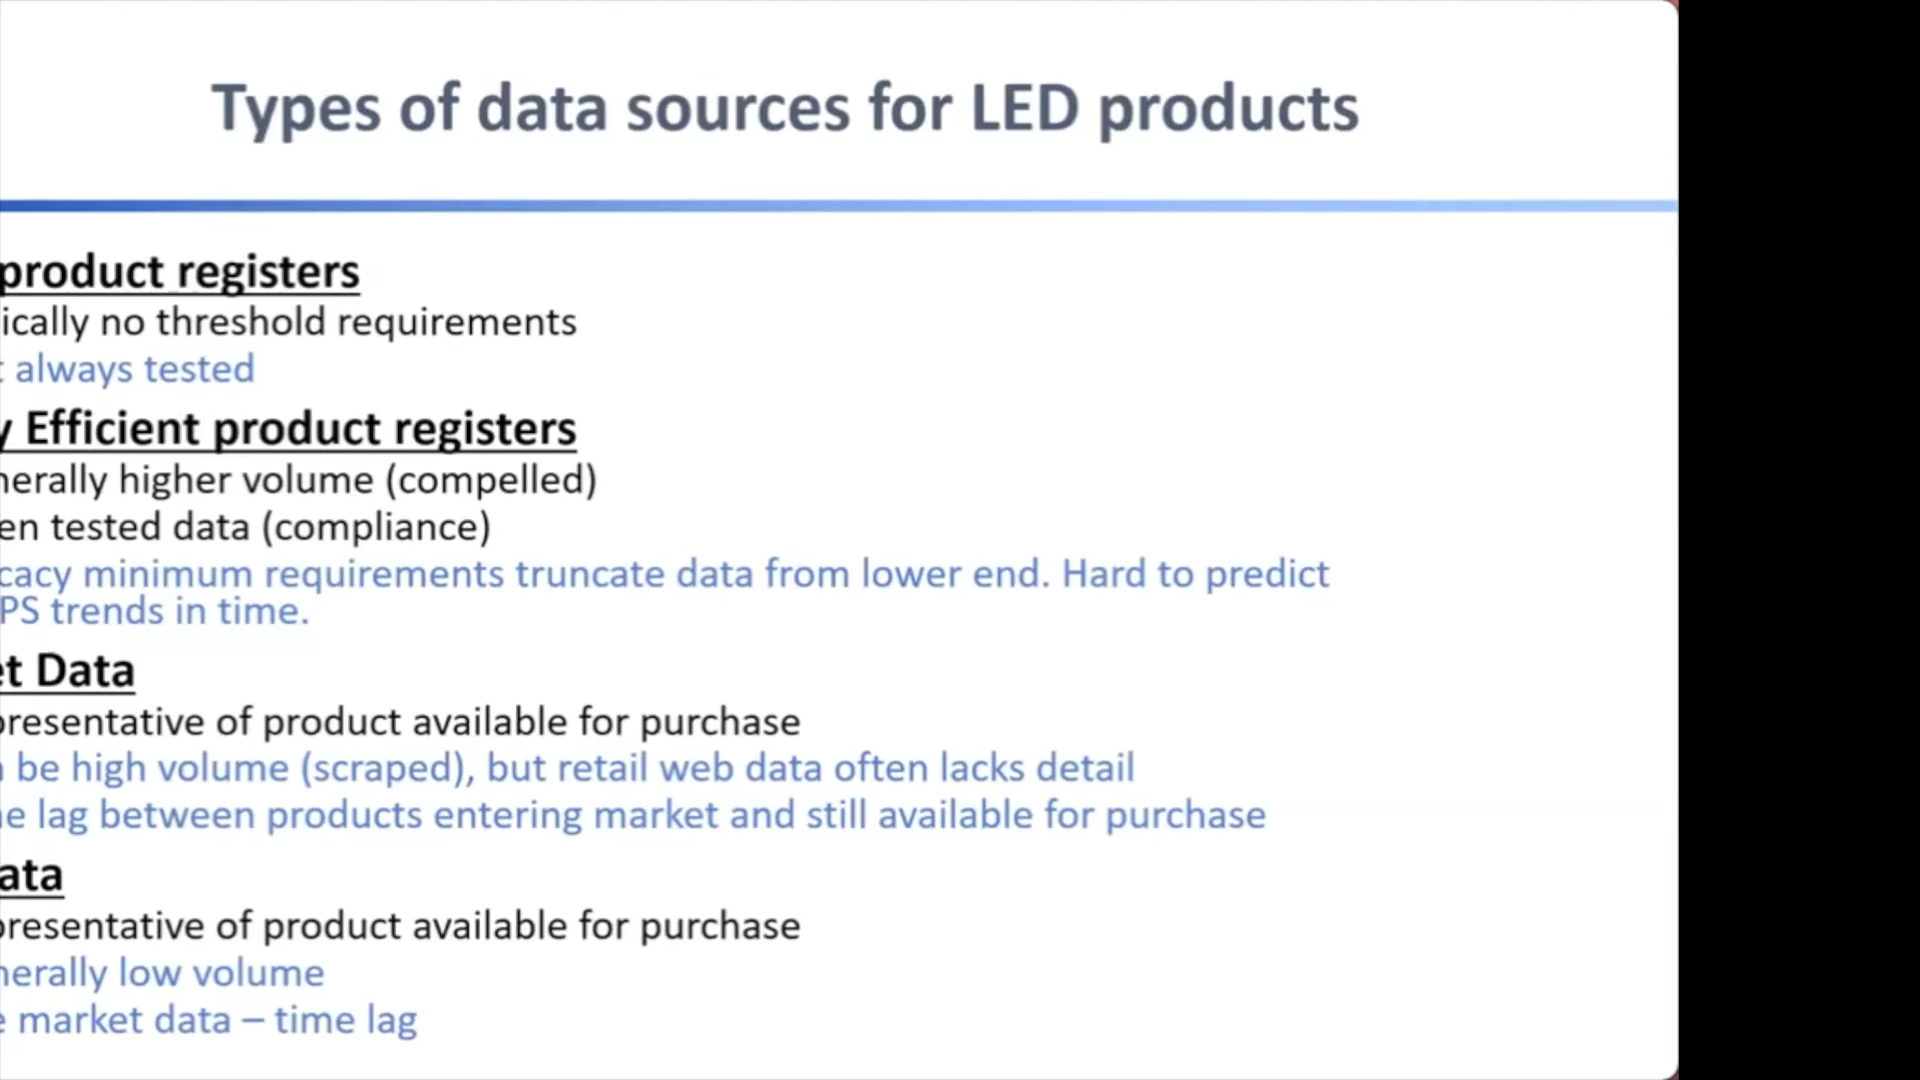 Types of data sources for LED products
product registers
ically no threshold requirements
t always tested
y Efficient product registers
nerally higher volume (compelled)
en tested data (compliance)
cacy minimum requirements truncate data from lower end. Hard to predict
PS trends in time.
et Data
presentative of product available for purchase
n be high volume (scraped), but retail web data often lacks detail
ne lag between products entering market and still available for purchase
ata
presentative of product available for purchase
nerally low volume
e market data – time lag